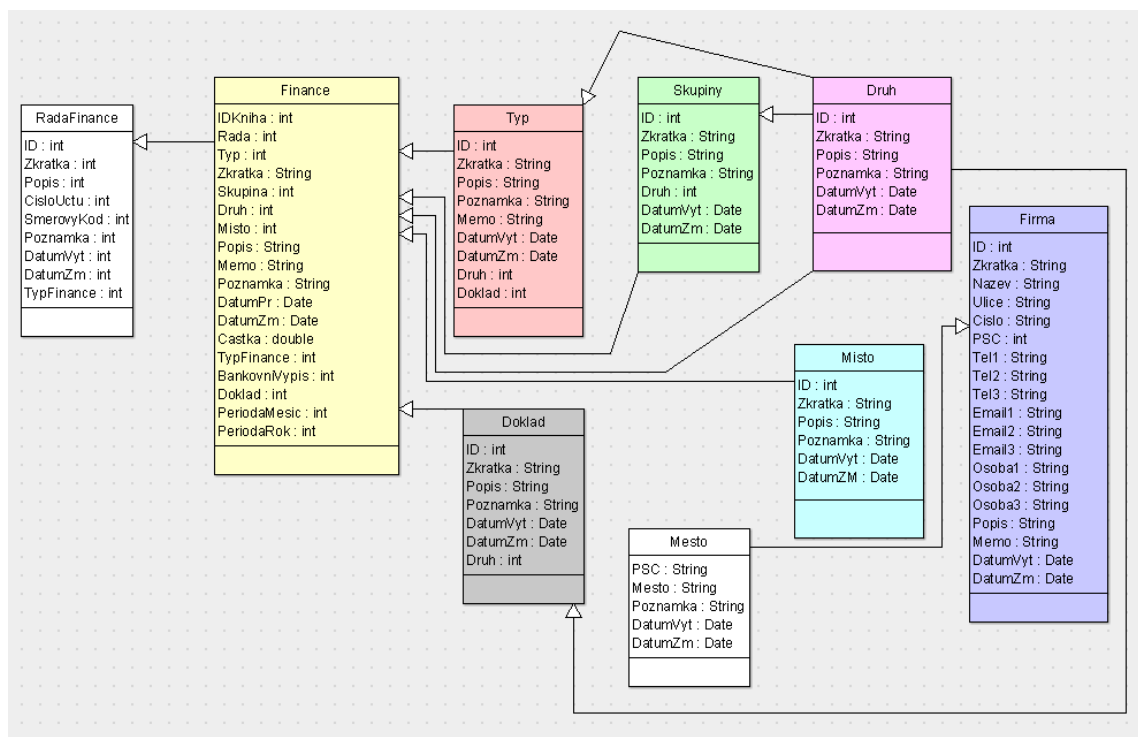 RadaFinance
ID : int
Zkratka : int
Popis : int
CisloUctu : int
SmerovyKod : int
Poznamka : int
DatumVyt : int
DatumZm : int
TypFinance : int
Finance
IDKniha : int
Rada : int
Typ : int
Zkratka : String
Skupina : int
Druh : int
Misto : int
Popis : String
Memo : String
Poznamka : String
DatumPr : Date
DatumZm : Date
Castka : double
TypFinance : int
BankovniVypis : int
Doklad : int
PeriodaMesic : int
PeriodaRok : int
Typ
ID : int
Zkratka : String
Popis : String
Poznamka : String
Memo : String
DatumVyt : Date
DatumZm : Date
Druh : int
Doklad : int
Skupiny
ID : int
Zkratka : String
Popis : String
Poznamka : String
Druh : int
DatumVyt : Date
DatumZm : Date
Druh
ID : int
Zkratka : String
Popis : String
Poznamka : String
DatumVyt : Date
DatumZm : Date
Firma
ID : int
Zkratka : String
Nazev : String
Ulice : String
Cislo : String
PSC : int
Tel1 : String
Tel2 : String
Tel3 : String
Email1 : String
Email2 : String
Email3 : String
Osoba1 : String
Osoba2 : String
Osoba3 : String
Popis : String
Memo : String
DatumVyt : Date
DatumZm : Date
Misto
ID : int
Zkratka : String
Popis : String
Poznamka : String
DatumVyt : Date
DatumZM : Date
Doklad
ID : int
Zkratka : String
Popis : String
Poznamka : String
DatumVyt : Date
DatumZm : Date
Druh : int
Mesto
PSC : String
Mesto : String
Poznamka : String
DatumVyt : Date
DatumZm : Date